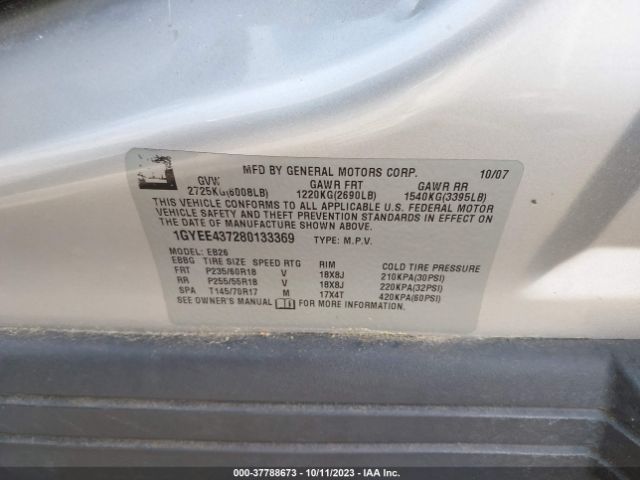 MFD BY GENERAL MOTORS CORP. 10/07
GVW GAWR FRT GAWR RR
2725KG(6008LB) 1220KG(2690LB) 1540KG(3395LB)
THIS VEHICLE CONFORMS TO ALL APPLICABLE U.S. FEDERAL MOTOR
VEHICLE SAFETY AND THEFT PREVENTION STANDARDS IN EFFECT ON
THE DATE OF MANUFACTURE SHOWN ABOVE.
1GYEE437280133369 TYPE: M.P.V.
MODEL: EB26
EBBG TIRE SIZE SPEED RTG RIM COLD TIRE PRESSURE
FRT P235/60R18 V 18X8J 210KPA(30PSI)
RR P255/55R18 V 18X8J 220KPA(32PSI)
SPA T145/70R17 M 17X4T 420KPA(60PSI)
SEE OWNER'S MANUAL FOR MORE INFORMATION.
000-37788673 - 10/11/2023 - IAA Inc.